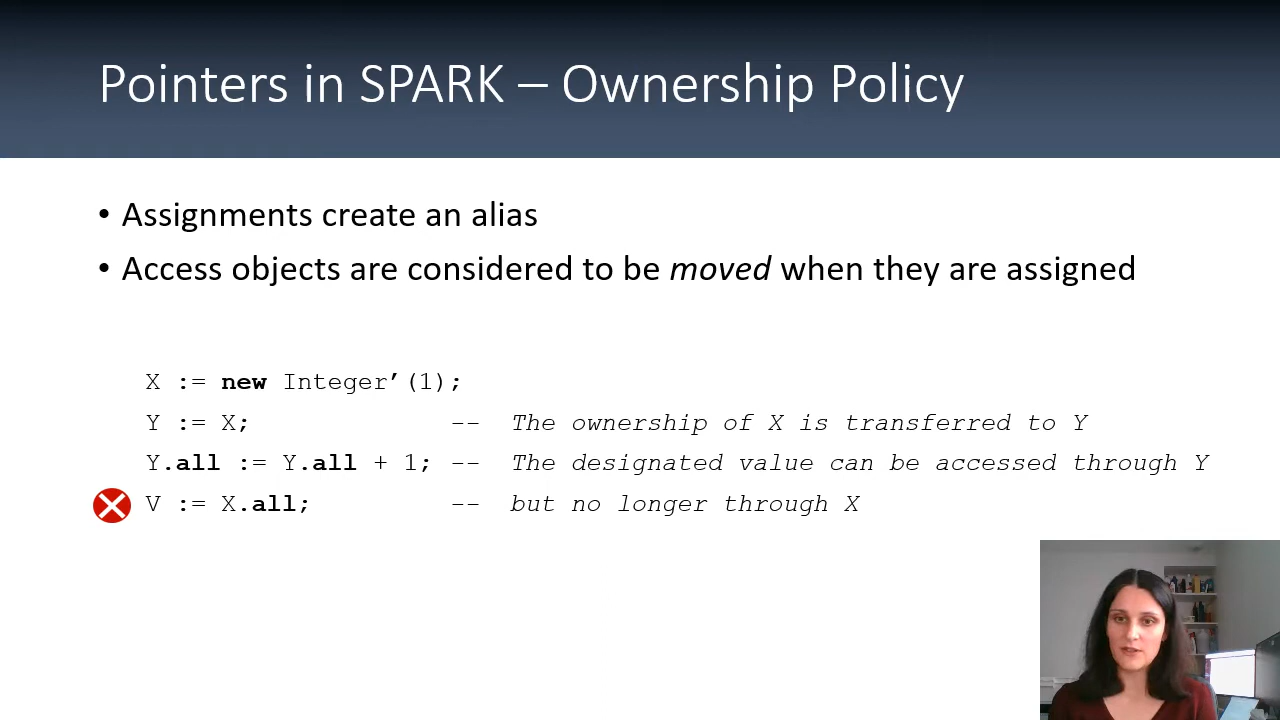 Pointers in SPARK – Ownership Policy
• Assignments create an alias
• Access objects are considered to be moved when they are assigned
X := new Integer’(1);
Y := X; -- The ownership of X is transferred to Y
Y.all := Y.all + 1; -- The designated value can be accessed through Y
V := X.all; -- but no longer through X